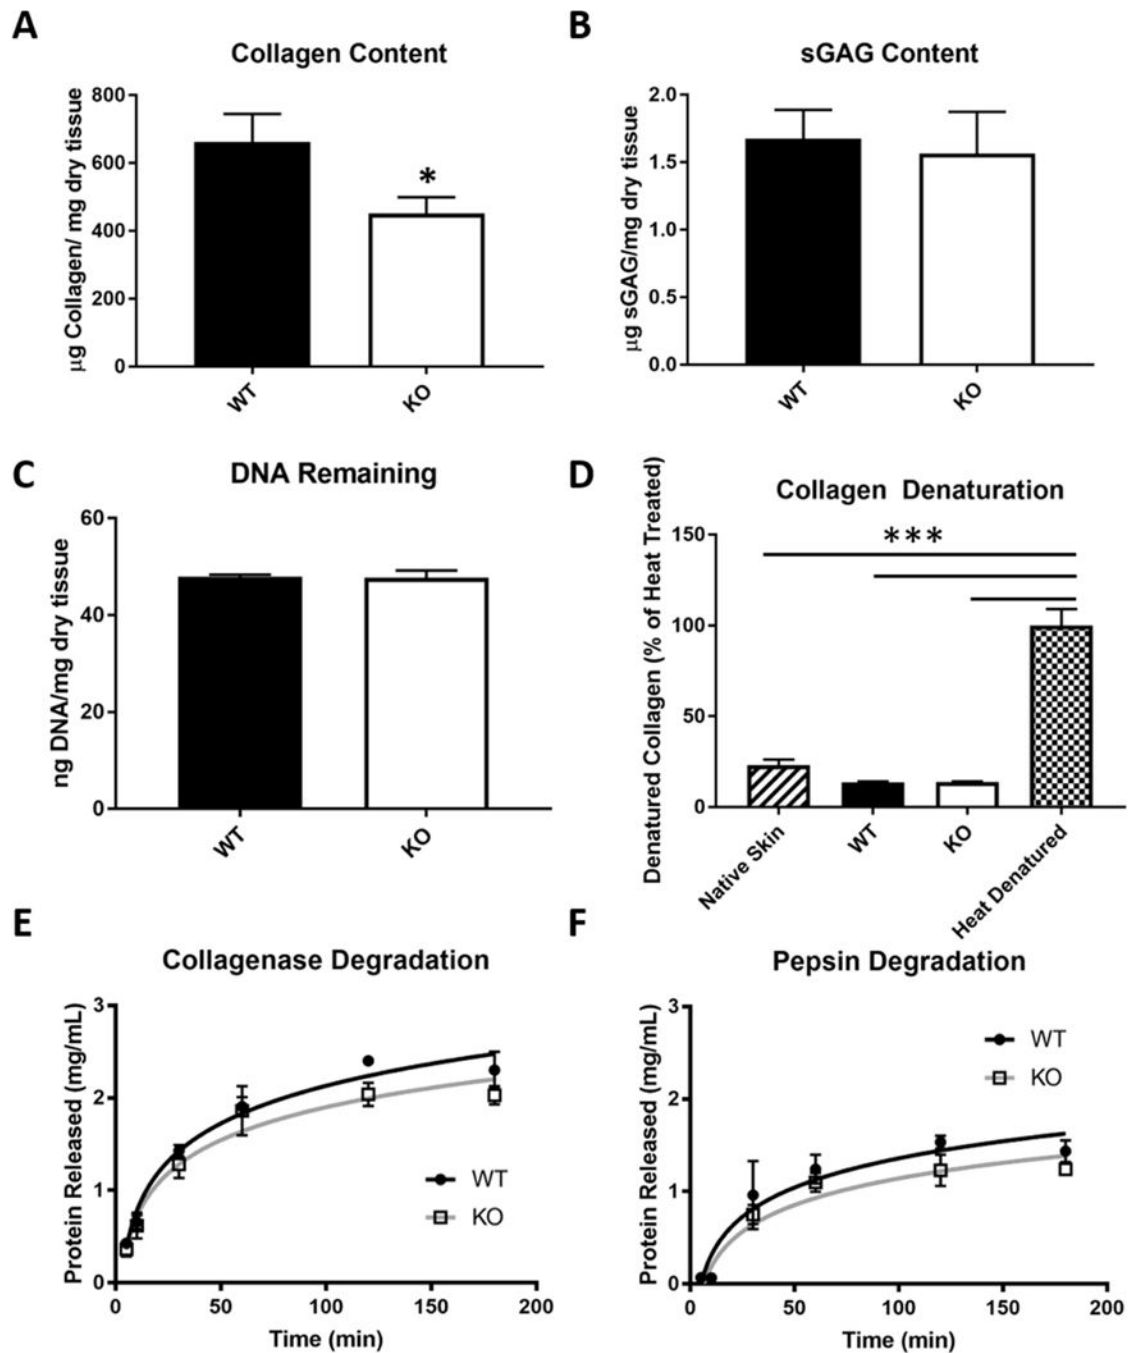 A
Collagen Content
µg Collagen/ mg dry tissue
800
600
400
200
0
*
WT
KO
B
sGAG Content
µg sGAG/mg dry tissue
2.0
1.5
1.0
0.5
0.0
WT
KO
C
DNA Remaining
ng DNA/mg dry tissue
60
40
20
0
WT
KO
D
Collagen Denaturation
Denatured Collagen (% of Heat Treated)
150
100
50
0
***
Native Skin
WT
KO
Heat Denatured
E
Collagenase Degradation
Protein Released (mg/mL)
3
2
1
0
WT
KO
0 50 100 150 200
Time (min)
F
Pepsin Degradation
Protein Released (mg/mL)
3
2
1
0
WT
KO
0 50 100 150 200
Time (min)